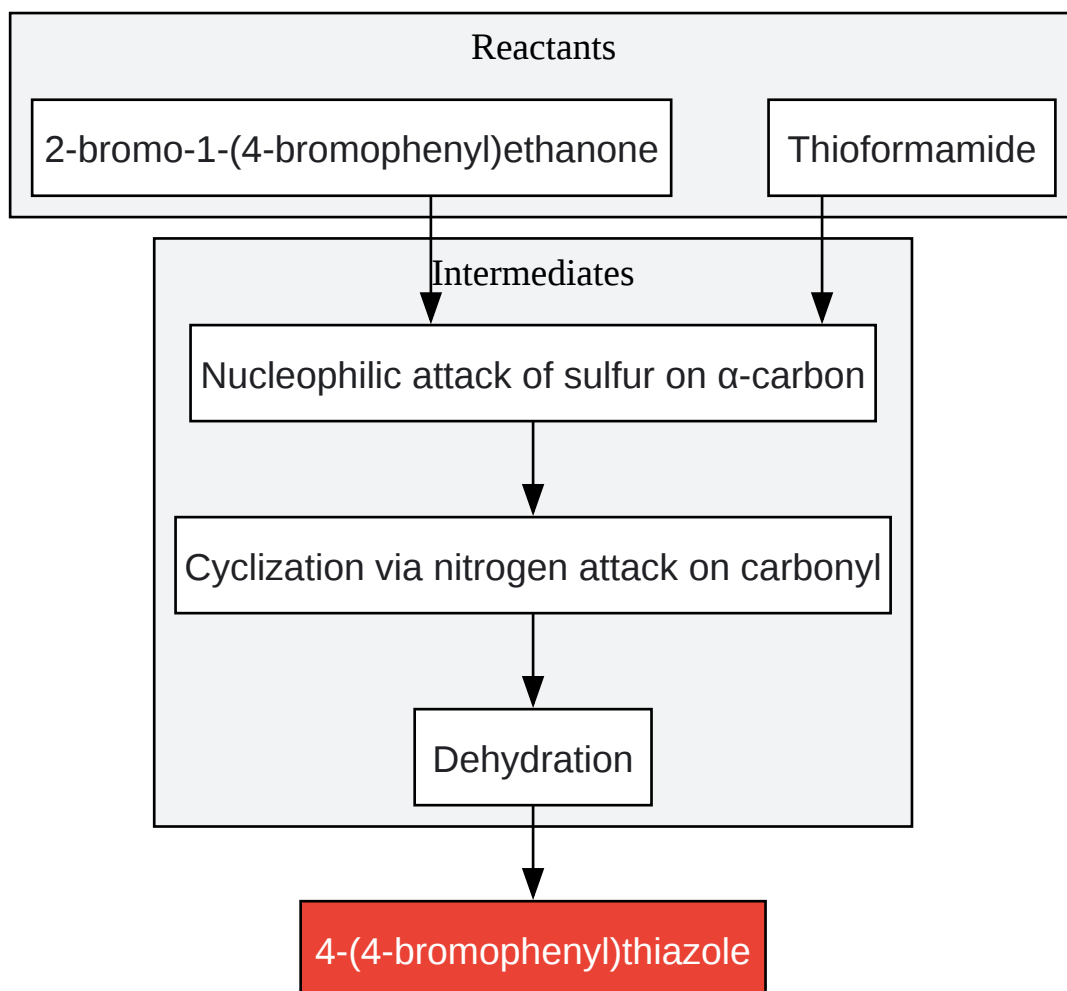 Reactants
2-bromo-1-(4-bromophenyl)ethanone
Thioformamide
Intermediates
Nucleophilic attack of sulfur on α-carbon
Cyclization via nitrogen attack on carbonyl
Dehydration
4-(4-bromophenyl)thiazole